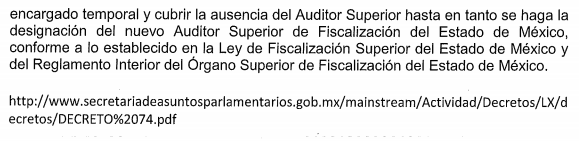 encargado temporal y cubrir la ausencia del Auditor Superior hasta en tanto se haga la
designación del nuevo Auditor Superior de Fiscalización del Estado de México,
conforme a lo establecido en la Ley de Fiscalización Superior del Estado de México y
del Reglamento Interior del Órgano Superior de Fiscalización del Estado de México.
http://www.secretariadeasuntosparlamentarios.gob.mx/mainstream/Actividad/Decretos/LX/d
ecretos/DECRETO%2074.pdf